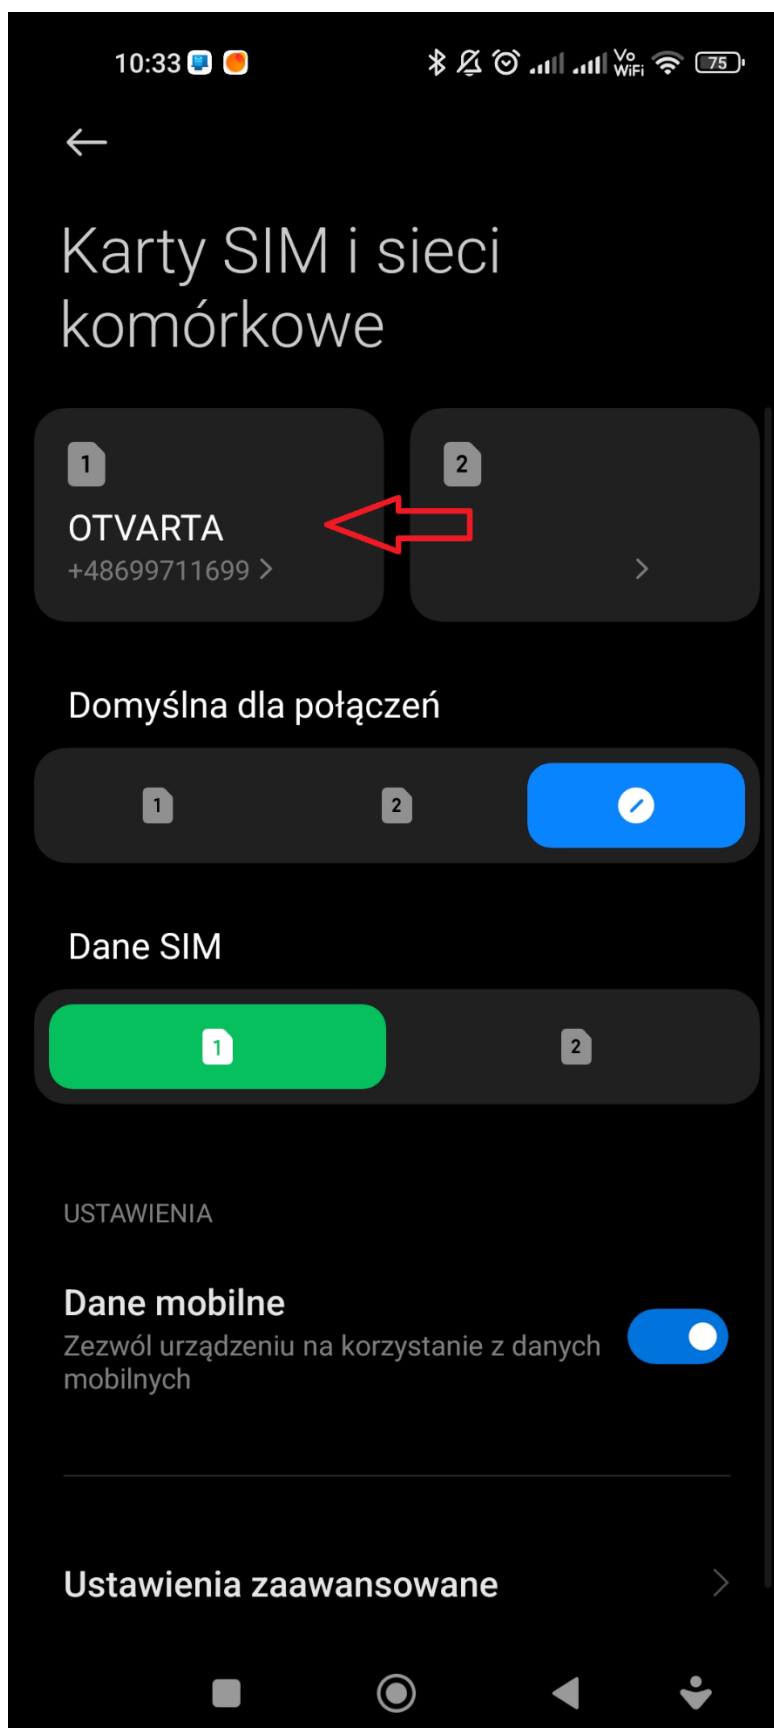 10:33 Vo WiFi 75
Karty SIM i sieci
komórkowe
1
OTVARTA
+48699711699
2
Domyślna dla połączeń
1 2
Dane SIM
1 2
USTAWIENIA
Dane mobilne
Zezwól urządzeniu na korzystanie z danych
mobilnych
Ustawienia zaawansowane